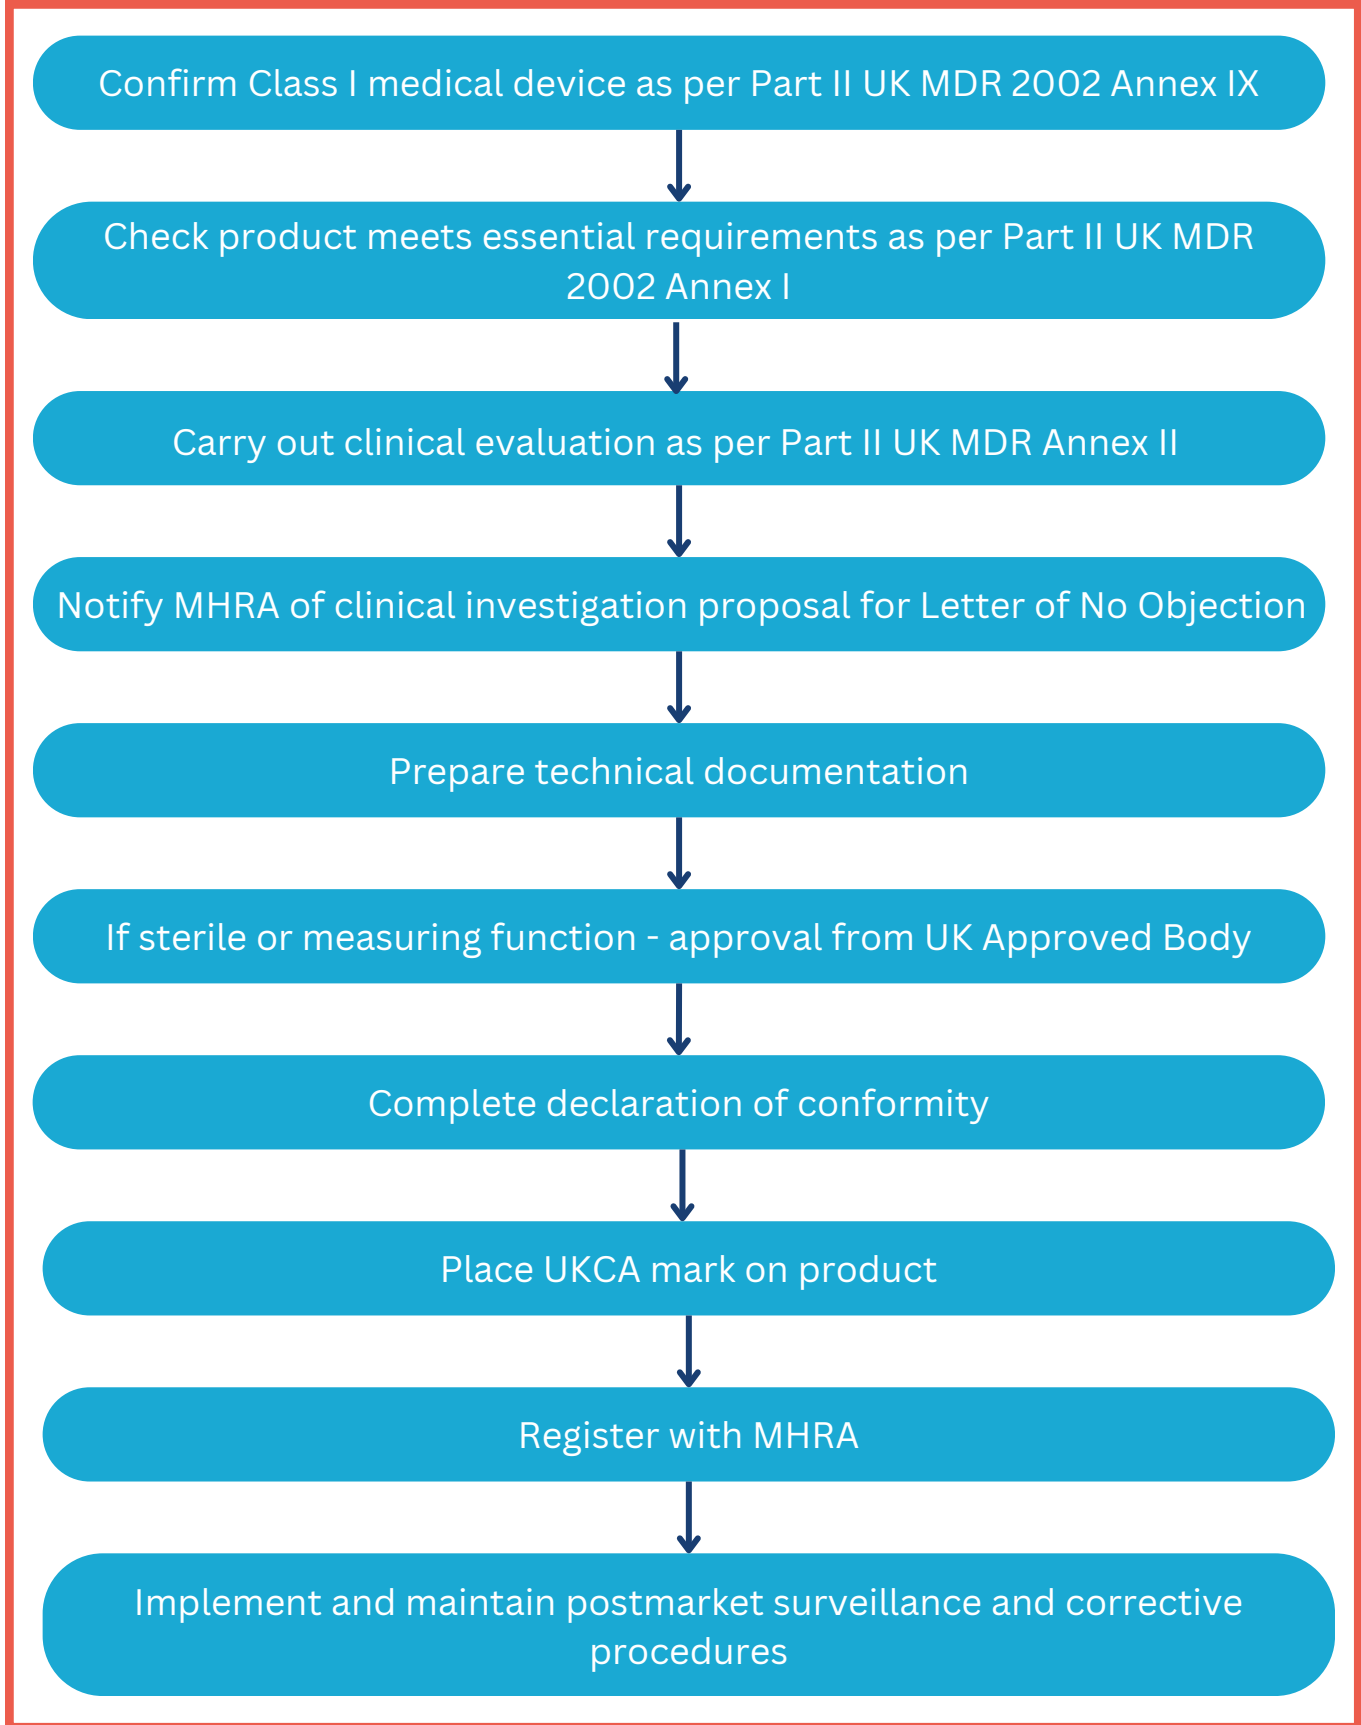 Confirm Class I medical device as per Part II UK MDR 2002 Annex IX
Check product meets essential requirements as per Part II UK MDR
2002 Annex I
Carry out clinical evaluation as per Part II UK MDR Annex II
Notify MHRA of clinical investigation proposal for Letter of No Objection
Prepare technical documentation
If sterile or measuring function - approval from UK Approved Body
Complete declaration of conformity
Place UKCA mark on product
Register with MHRA
Implement and maintain postmarket surveillance and corrective
procedures